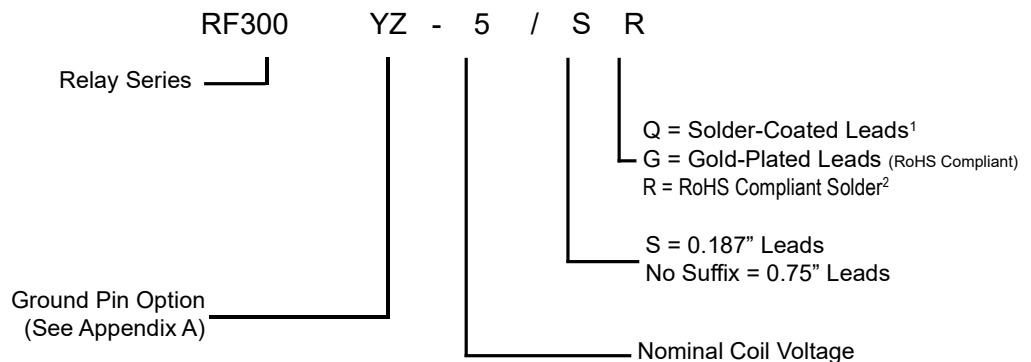 RF300 YZ - 5 / S R
Relay Series
Q = Solder-Coated Leads¹
G = Gold-Plated Leads (RoHS Compliant)
R = RoHS Compliant Solder²
S = 0.187” Leads
No Suffix = 0.75” Leads
Ground Pin Option
(See Appendix A)
Nominal Coil Voltage